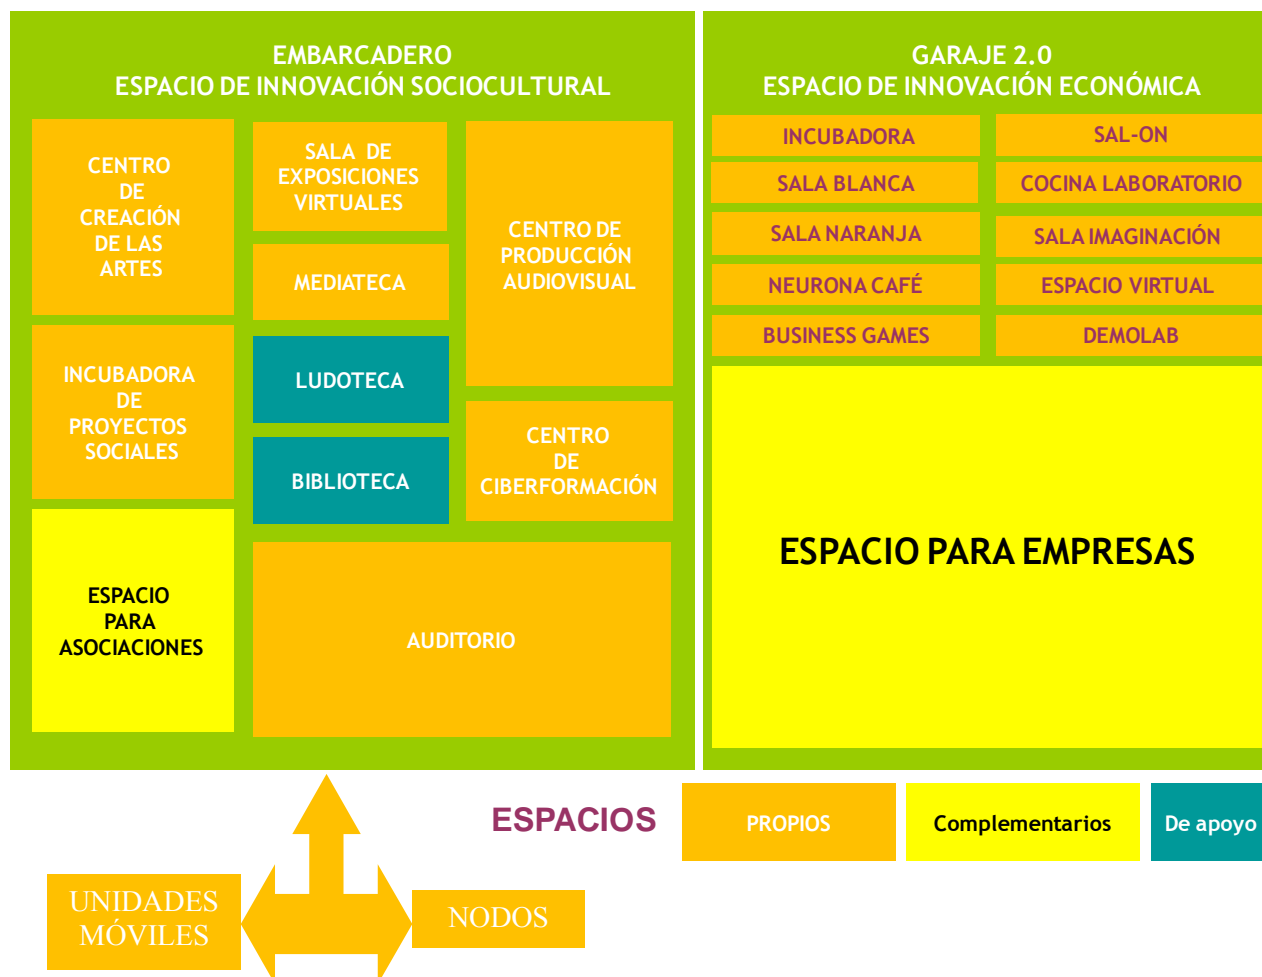 EMBARCADERO
ESPACIO DE INNOVACIÓN SOCIOCULTURAL
CENTRO
DE
CREACIÓN
DE LAS
ARTES
SALA DE
EXPOSICIONES
VIRTUALES
CENTRO DE
PRODUCCIÓN
AUDIOVISUAL
MEDIATECA
INCUBADORA
DE
PROYECTOS
SOCIALES
LUDOTECA
CENTRO
DE
CIBERFORMACIÓN
BIBLIOTECA
ESPACIO
PARA
ASOCIACIONES
AUDITORIO
GARAJE 2.0
ESPACIO DE INNOVACIÓN ECONÓMICA
INCUBADORA
SAL-ON
SALA BLANCA
COCINA LABORATORIO
SALA NARANJA
SALA IMAGINACIÓN
NEURONA CAFÉ
ESPACIO VIRTUAL
BUSINESS GAMES
DEMOLAB
ESPACIO PARA EMPRESAS
ESPACIOS
PROPIOS
Complementarios
De apoyo
UNIDADES
MÓVILES
NODOS